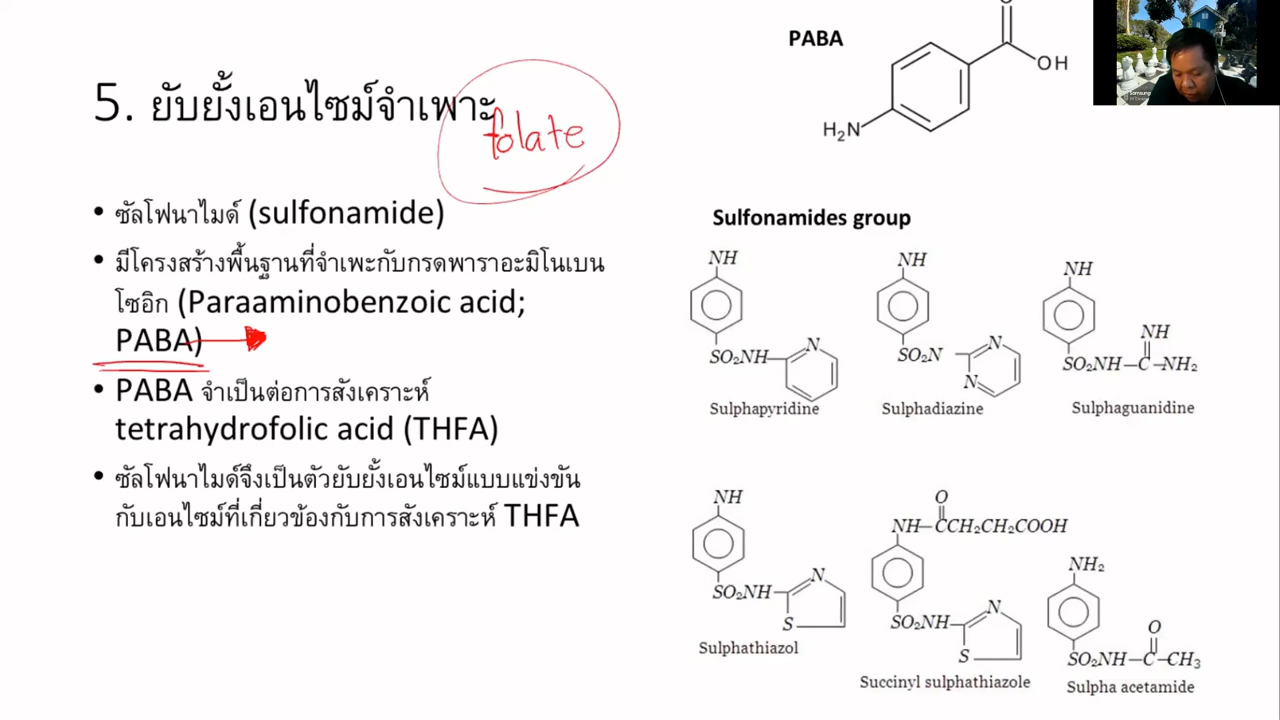 5. ยับยั้งเอนไซม์จำเพาะ
folate
• ซัลโฟนาไมด์ (sulfonamide)
• มีโครงสร้างพื้นฐานที่จำเพะกับกรดพาราอะมิโนเบน
โซอิก (Paraaminobenzoic acid;
PABA)
• PABA จำเป็นต่อการสังเคราะห์
tetrahydrofolic acid (THFA)
• ซัลโฟนาไมด์จึงเป็นตัวยับยั้งเอนไซม์แบบแข่งขัน
กับเอนไซม์ที่เกี่ยวข้องกับการสังเคราะห์ THFA
PABA
OH
H₂N
Sulfonamides group
NH
SO₂NH
N
Sulphapyridine
NH
SO₂N
N
N
Sulphadiazine
NH
NH
SO₂NH–C–NH₂
Sulphaguanidine
NH
N
SO₂NH
S
Sulphathiazol
O
NH–CCH₂CH₂COOH
N
SO₂NH
S
Succinyl sulphathiazole
NH₂
O
SO₂NH–C–CH₃
Sulpha acetamide
Samsung